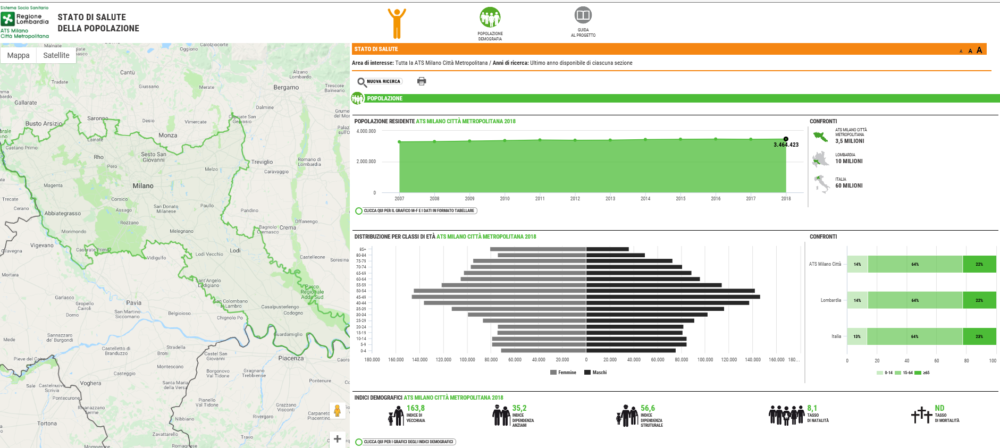 Sistema Socio Sanitario
Regione
Lombardia
ATS Milano
Città Metropolitana
STATO DI SALUTE
DELLA POPOLAZIONE
POPOLAZIONE
DEMOGRAFIA
GUIDA
AL PROGETTO
Mappa
Satellite
Malnate
Oggiono
Calolziocorte
Cantù
Alzano
Lombardo
Tradate
Giussano
Merate
Bergamo
Trescore
Balneario
Gallarate
Dalmine
Grume
del Mor
Saronno
Capriate San
Gervasio
Busto Arsizio
Desio
Vimercate
Palaz
sull'O
Lainate
Monza
Castano Primo
Rho
Sesto San
Giovanni
Treviglio
Romano di
Lombardia
Pero
Melzo
Caravaggio
Magenta
Milano
Trecate
Corsico
San Donato
Milanese
Paullo
Cerano
Assago
Pandino
Abbiategrasso
Rozzano
Offanengo
Bagnolo
Cremasco
Crema
Morimondo
Melegnano
Vigevano
Casorate Primo
Lodi
Cilavegna
Vidigulfo
Lodi Vecchio
Castelleone
Soresina
Mortara
Sant'Angelo
Lodigiano
Parco
Regionale
Adda Sud
Garlasco
Gropello
Cairoli
Pavia
San Colombano
al Lambro
Casalpusterlengo
San Martino
Siccomario
Belgioioso
Codogno
Dorno
Chignolo Po
Mede
Sannazzaro
de' Burgondi
Guardamiglio
Castelletto di
Branduzzo
Stradella
Broni
Castel San
Giovanni
Piacenza
Pieve del Cairo
Caors
Montescano
Borgonovo
Val Tidone
Gragnano
Trebbiense
Casteggio
Voghera
Santa Maria
della Versa
Pontenure
Sale
Castelnuovo
Scrivia
Pontecurone
Pianello
Val Tidone
Rivanazzano
Terme
Grazzano
Visconti
Carpaneto
Piacentino
Tortona
Nibbiano
Rivergaro
Zavattarello
Travo
Momperone
Romagnese
STATO DI SALUTE
A A A
Area di interesse: Tutta la ATS Milano Città Metropolitana / Anni di ricerca: Ultimo anno disponibile di ciascuna sezione
NUOVA RICERCA
POPOLAZIONE
POPOLAZIONE RESIDENTE ATS MILANO CITTÀ METROPOLITANA 2018
4.000.000
3.464.423
2.000.000
0
2007 2008 2009 2010 2011 2012 2013 2014 2015 2016 2017 2018
CLICCA QUI PER IL GRAFICO M-F E I DATI IN FORMATO TABELLARE
CONFRONTI
ATS MILANO CITTÀ
METROPOLITANA
3,5 MILIONI
LOMBARDIA
10 MILIONI
ITALIA
60 MILIONI
DISTRIBUZIONE PER CLASSI DI ETÀ ATS MILANO CITTÀ METROPOLITANA 2018
85+
80-84
75-79
70-74
65-69
60-64
55-59
50-54
45-49
40-44
35-39
30-34
25-29
20-24
15-19
10-14
5-9
0-4
180.000 160.000 140.000 120.000 100.000 80.000 60.000 40.000 20.000 0 20.000 40.000 60.000 80.000 100.000 120.000 140.000 160.000 180...
Femmine Maschi
CONFRONTI
ATS Milano Città 14% 64% 22%
Lombardia 14% 64% 22%
Italia 13% 64% 23%
0 20 40 60 80 100
0-14 15-64 ≥65
INDICI DEMOGRAFICI ATS MILANO CITTÀ METROPOLITANA 2018
163,8
INDICE DI
VECCHIAIA
35,2
INDICE
DIPENDENZA
ANZIANI
56,6
INDICE
DIPENDENZA
STRUTTURALE
8,1
TASSO
DI NATALITÀ
ND
TASSO
DI MORTALITÀ
CLICCA QUI PER I GRAFICI DEGLI INDICI DEMOGRAFICI